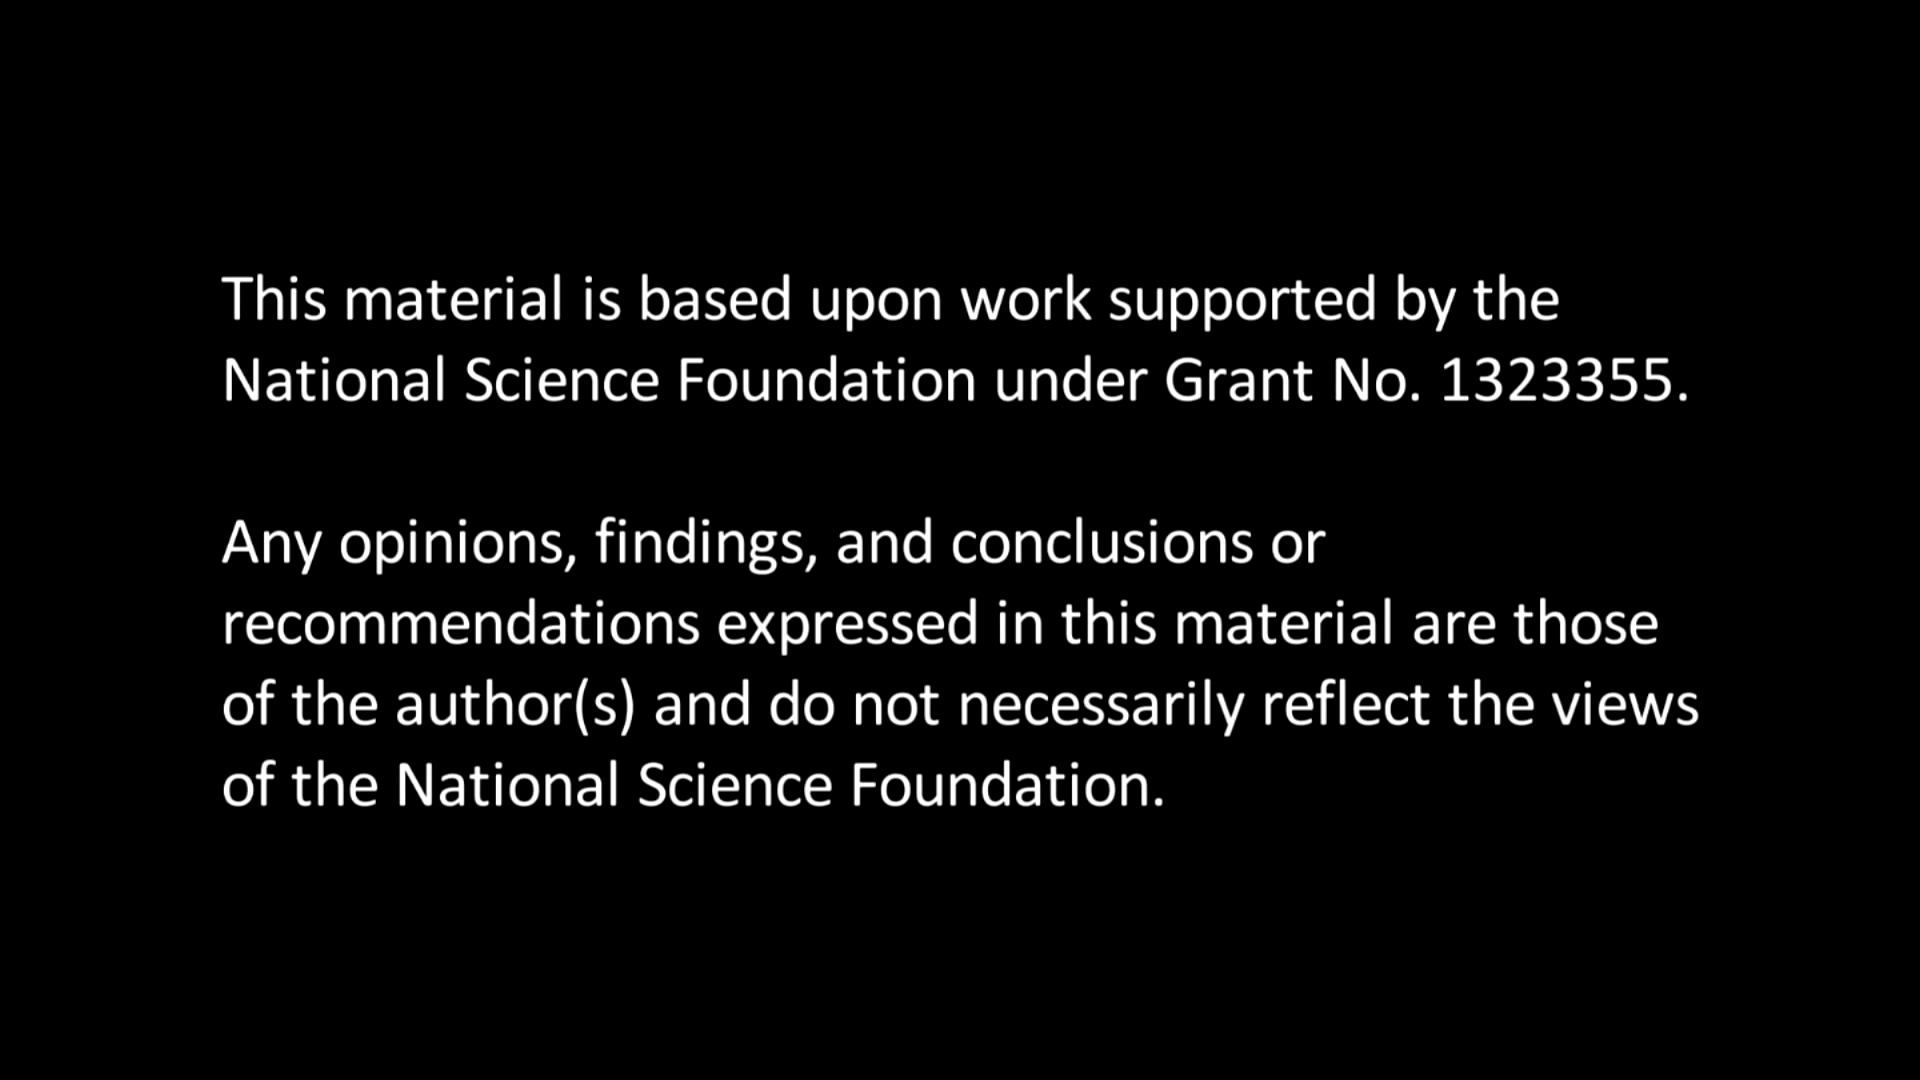 This material is based upon work supported by the
National Science Foundation under Grant No. 1323355.
Any opinions, findings, and conclusions or
recommendations expressed in this material are those
of the author(s) and do not necessarily reflect the views
of the National Science Foundation.